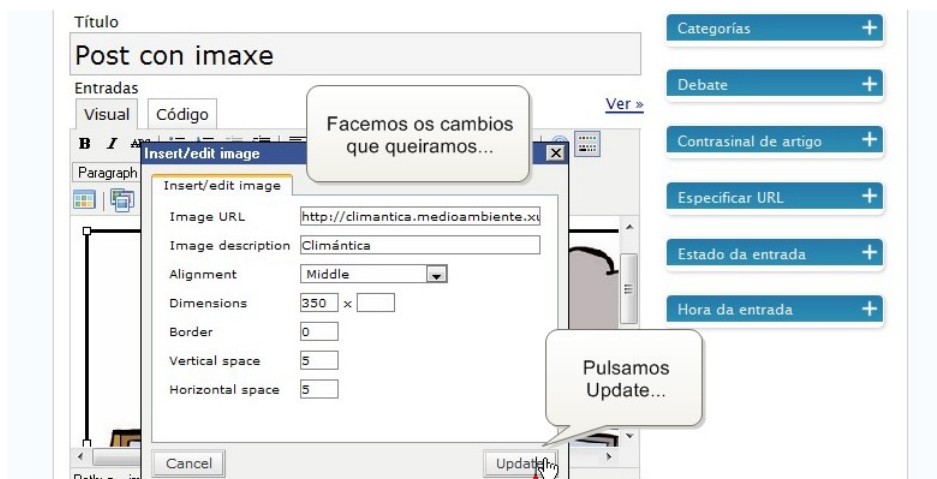 Título
Post con imaxe
Entradas
Visual
Código
Ver »
Facemos os cambios
que queiramos...
B I ABC
Insert/edit image
Paragraph
Insert/edit image
Image URL
http://climantica.medioambiente.xu
Image description
Climántica
Alignment
Middle
Dimensions
350 x
Border
0
Vertical space
5
Horizontal space
5
Cancel
Update
Pulsamos
Update...
Categorías
Debate
Contrasinal de artigo
Especificar URL
Estado da entrada
Hora da entrada